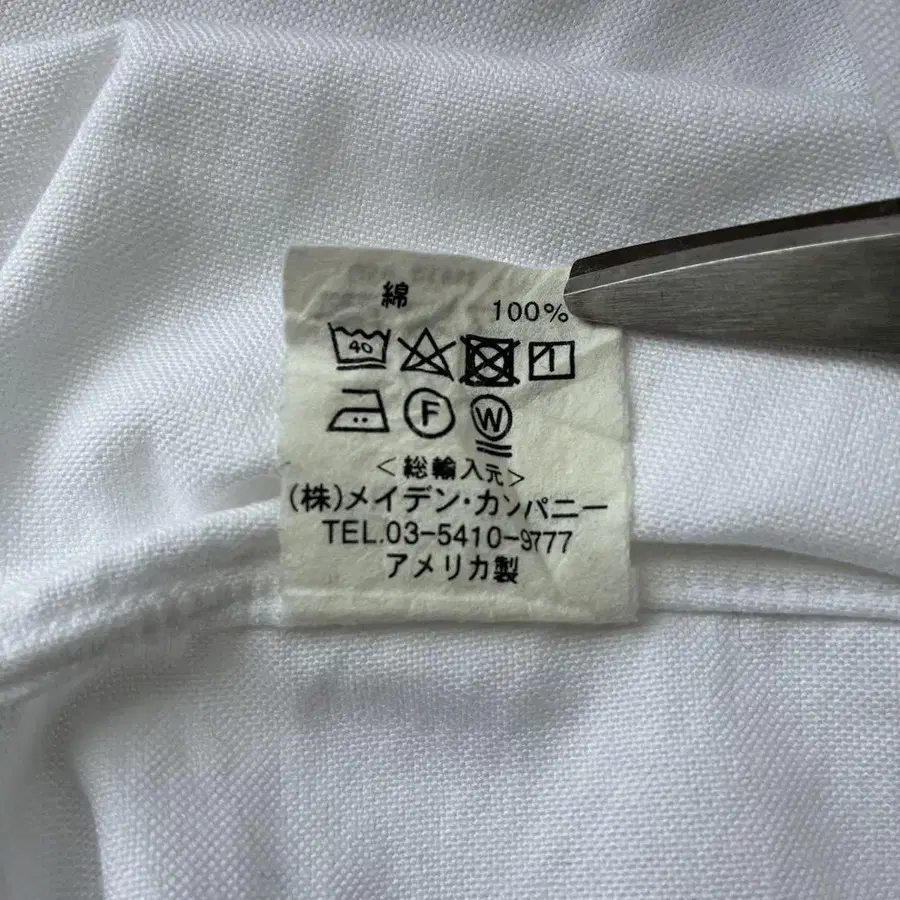 綿 100%
40
F W
<総輸入元>
(株)メイデン・カンパニー
TEL.03-5410-9777
アメリカ製